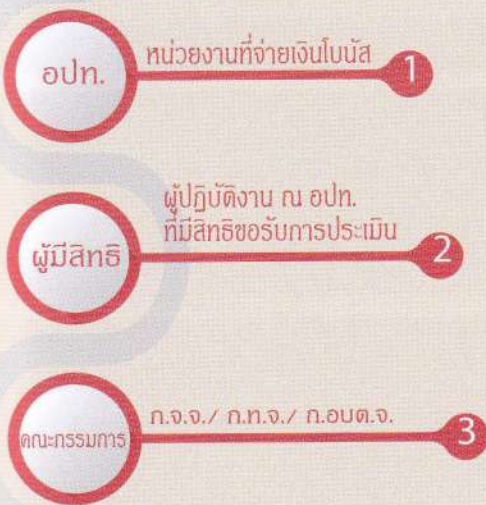 อปท.
หน่วยงานที่จ่ายเงินโบนัส
1
ผู้มีสิทธิ
ผู้ปฏิบัติงาน ณ อปท.
ที่มีสิทธิขอรับการประเมิน
2
คณะกรรมการ
ก.จ.จ./ ก.ท.จ./ ก.อบต.จ.
3